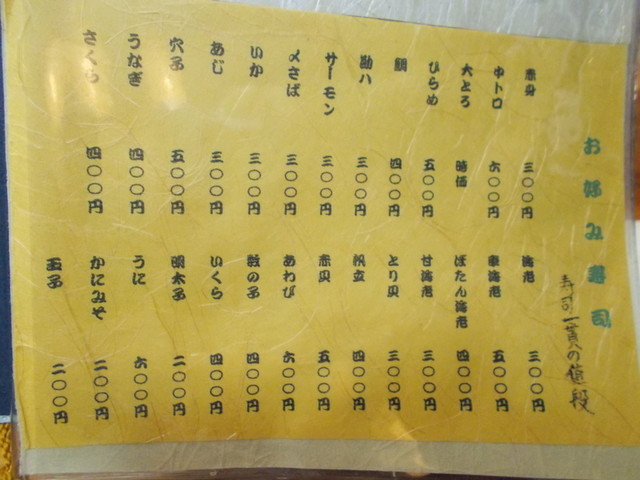 お好み寿司
寿司一貫の値段
赤身 三〇〇円
中トロ 六〇〇円
大とろ 時価
ひらめ 五〇〇円
鯛 四〇〇円
勘八 三〇〇円
サーモン 三〇〇円
〆さば 三〇〇円
いか 三〇〇円
あじ 三〇〇円
穴子 五〇〇円
うなぎ 四〇〇円
さくら 四〇〇円
海老 三〇〇円
車海老 五〇〇円
ぼたん海老 四〇〇円
甘海老 三〇〇円
とり貝 三〇〇円
帆立 四〇〇円
赤貝 五〇〇円
あわび 六〇〇円
数の子 四〇〇円
いくら 四〇〇円
明太子 二〇〇円
うに 六〇〇円
かにみそ 二〇〇円
玉子 二〇〇円